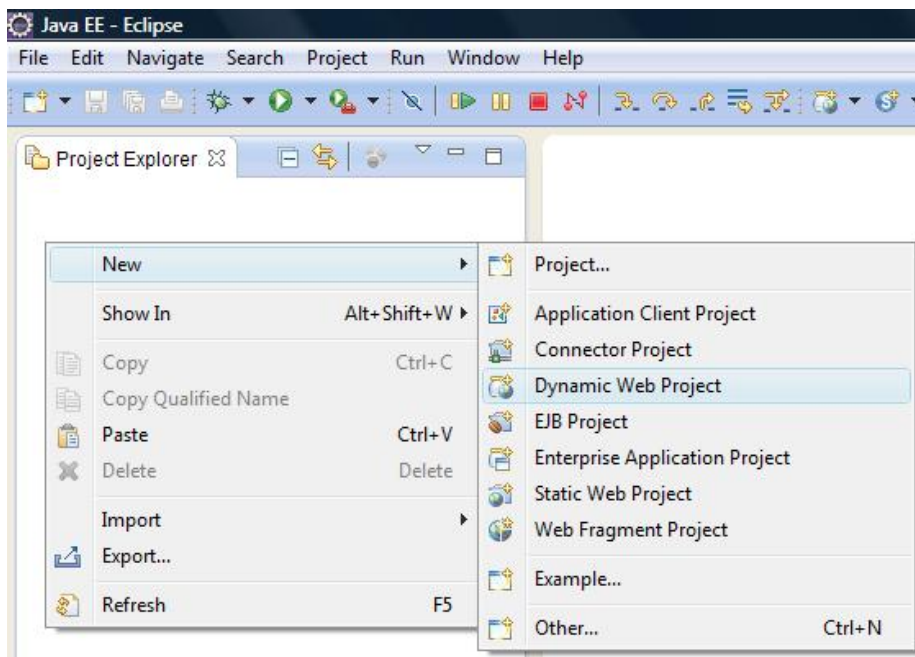 Java EE - Eclipse
File Edit Navigate Search Project Run Window Help
Project Explorer
New
Show In Alt+Shift+W
Copy Ctrl+C
Copy Qualified Name
Paste Ctrl+V
Delete Delete
Import
Export...
Refresh F5
Project...
Application Client Project
Connector Project
Dynamic Web Project
EJB Project
Enterprise Application Project
Static Web Project
Web Fragment Project
Example...
Other... Ctrl+N